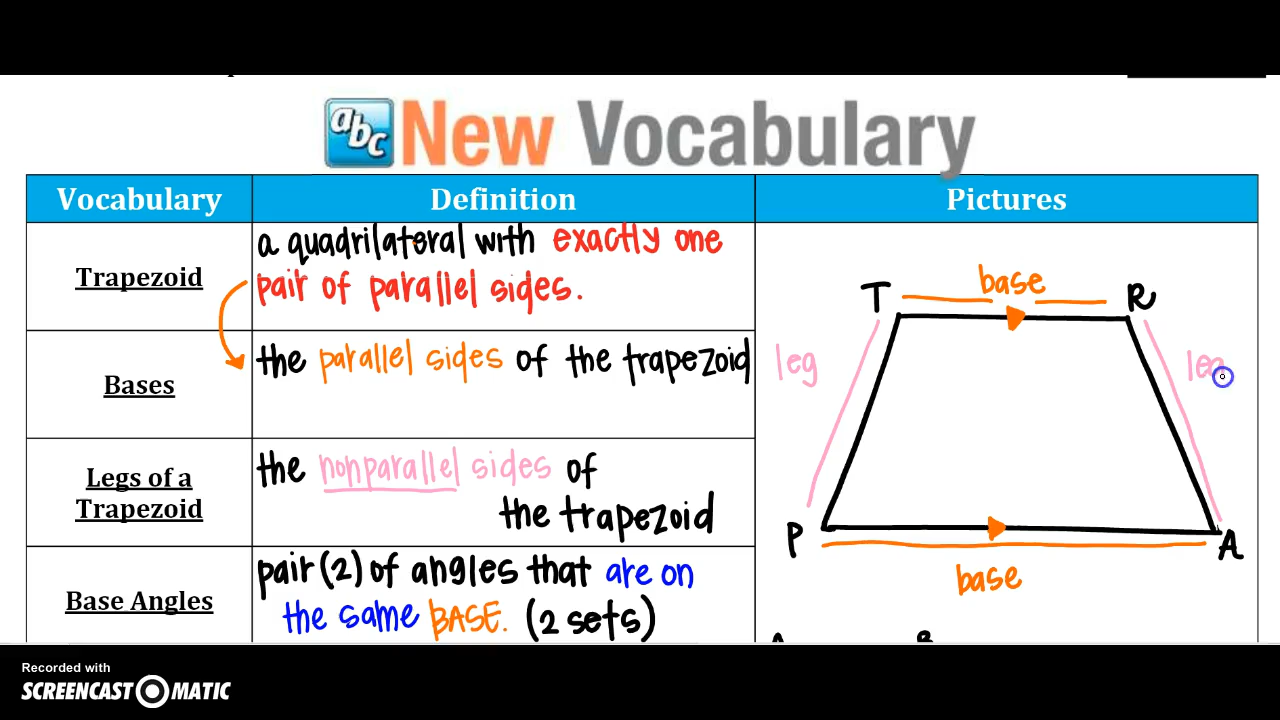 abc New Vocabulary
Vocabulary Definition Pictures
Trapezoid
a quadrilateral with exactly one
pair of parallel sides.
Bases
the parallel sides of the trapezoid
Legs of a
Trapezoid
the nonparallel sides of
the trapezoid
Base Angles
pair (2) of angles that are on
the same BASE. (2 sets)
T base R
leg leg
P A
base
Recorded with
SCREENCAST MATIC